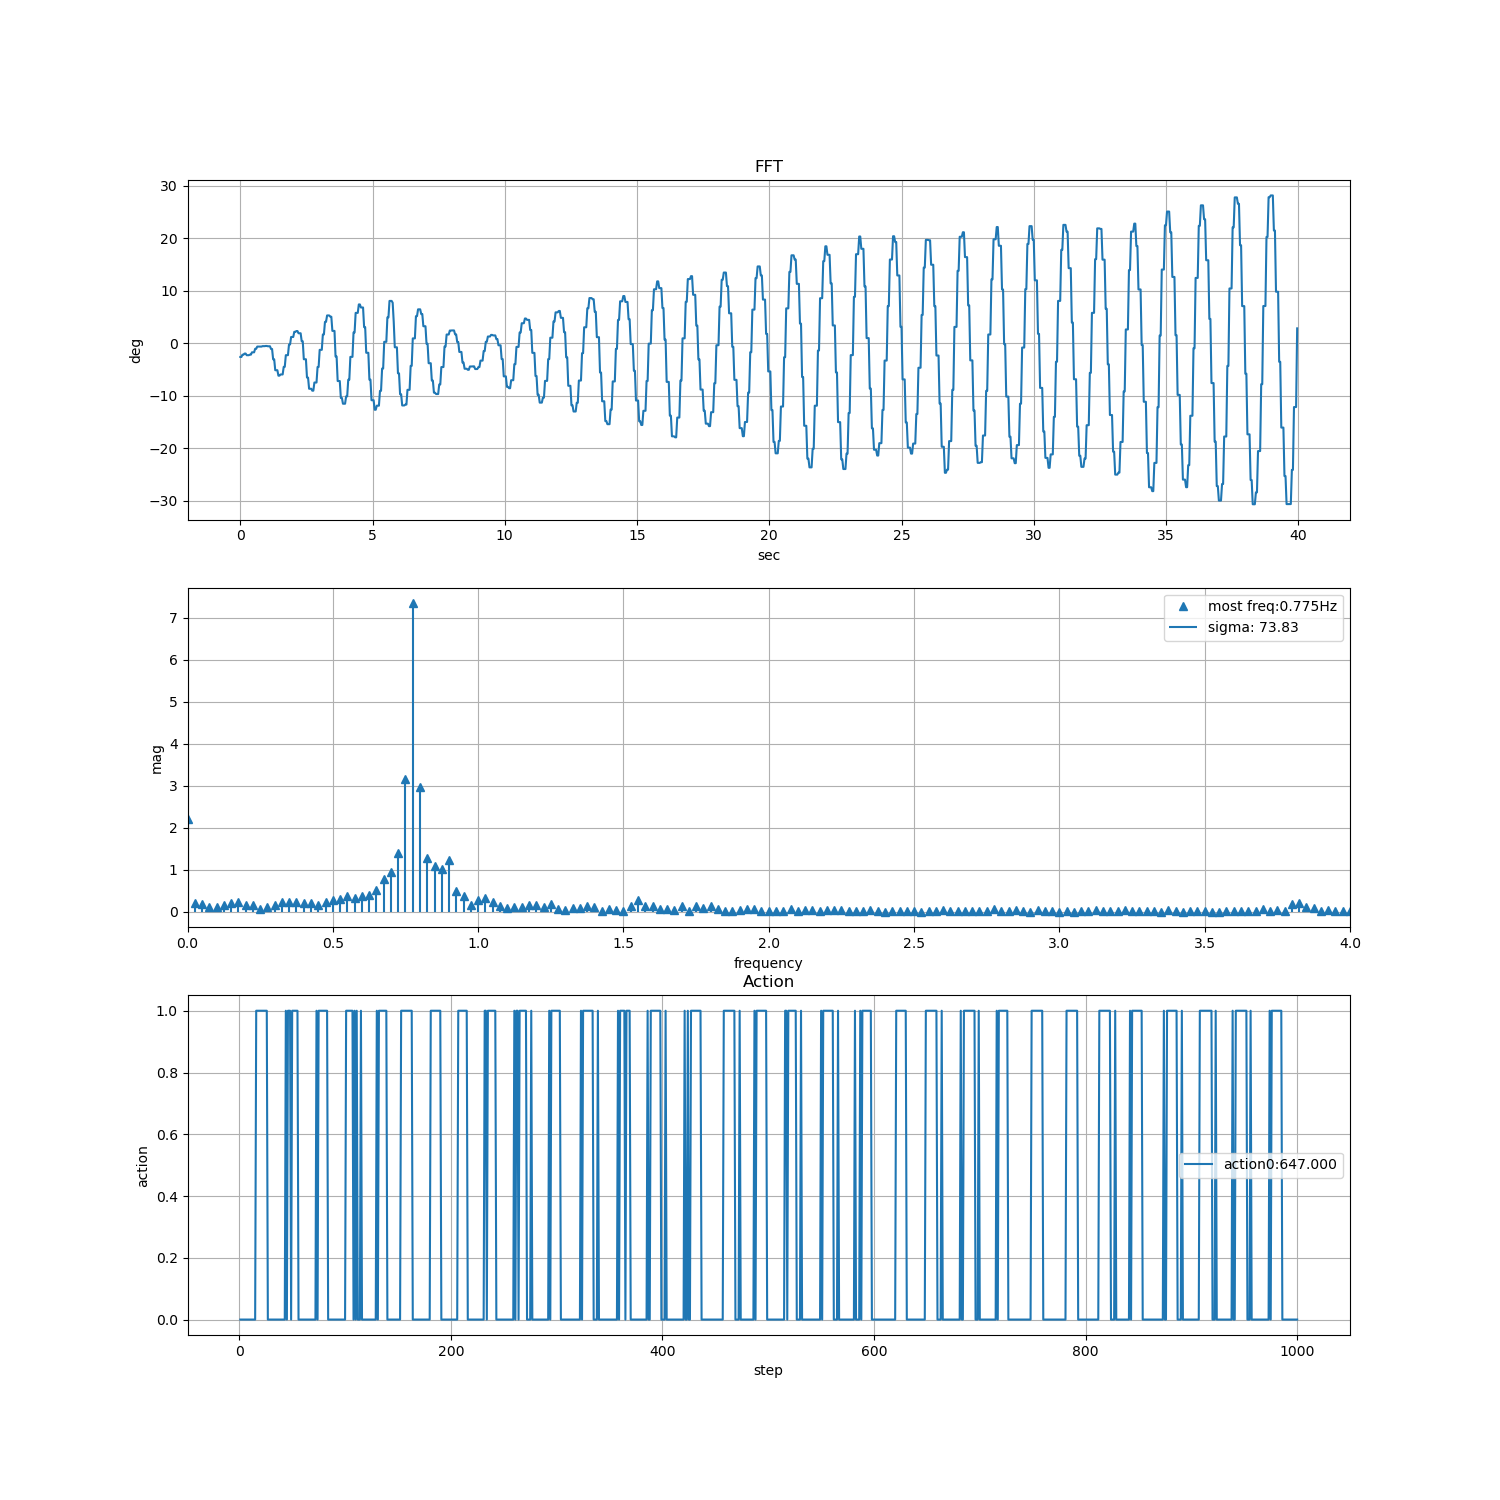 FFT
30
20
10
0
−10
−20
−30
deg
0 5 10 15 20 25 30 35 40
sec
7
6
5
4
3
2
1
0
mag
most freq:0.775Hz
sigma: 73.83
0.0 0.5 1.0 1.5 2.0 2.5 3.0 3.5 4.0
frequency
Action
1.0
0.8
0.6
0.4
0.2
0.0
action
action0:647.000
0 200 400 600 800 1000
step